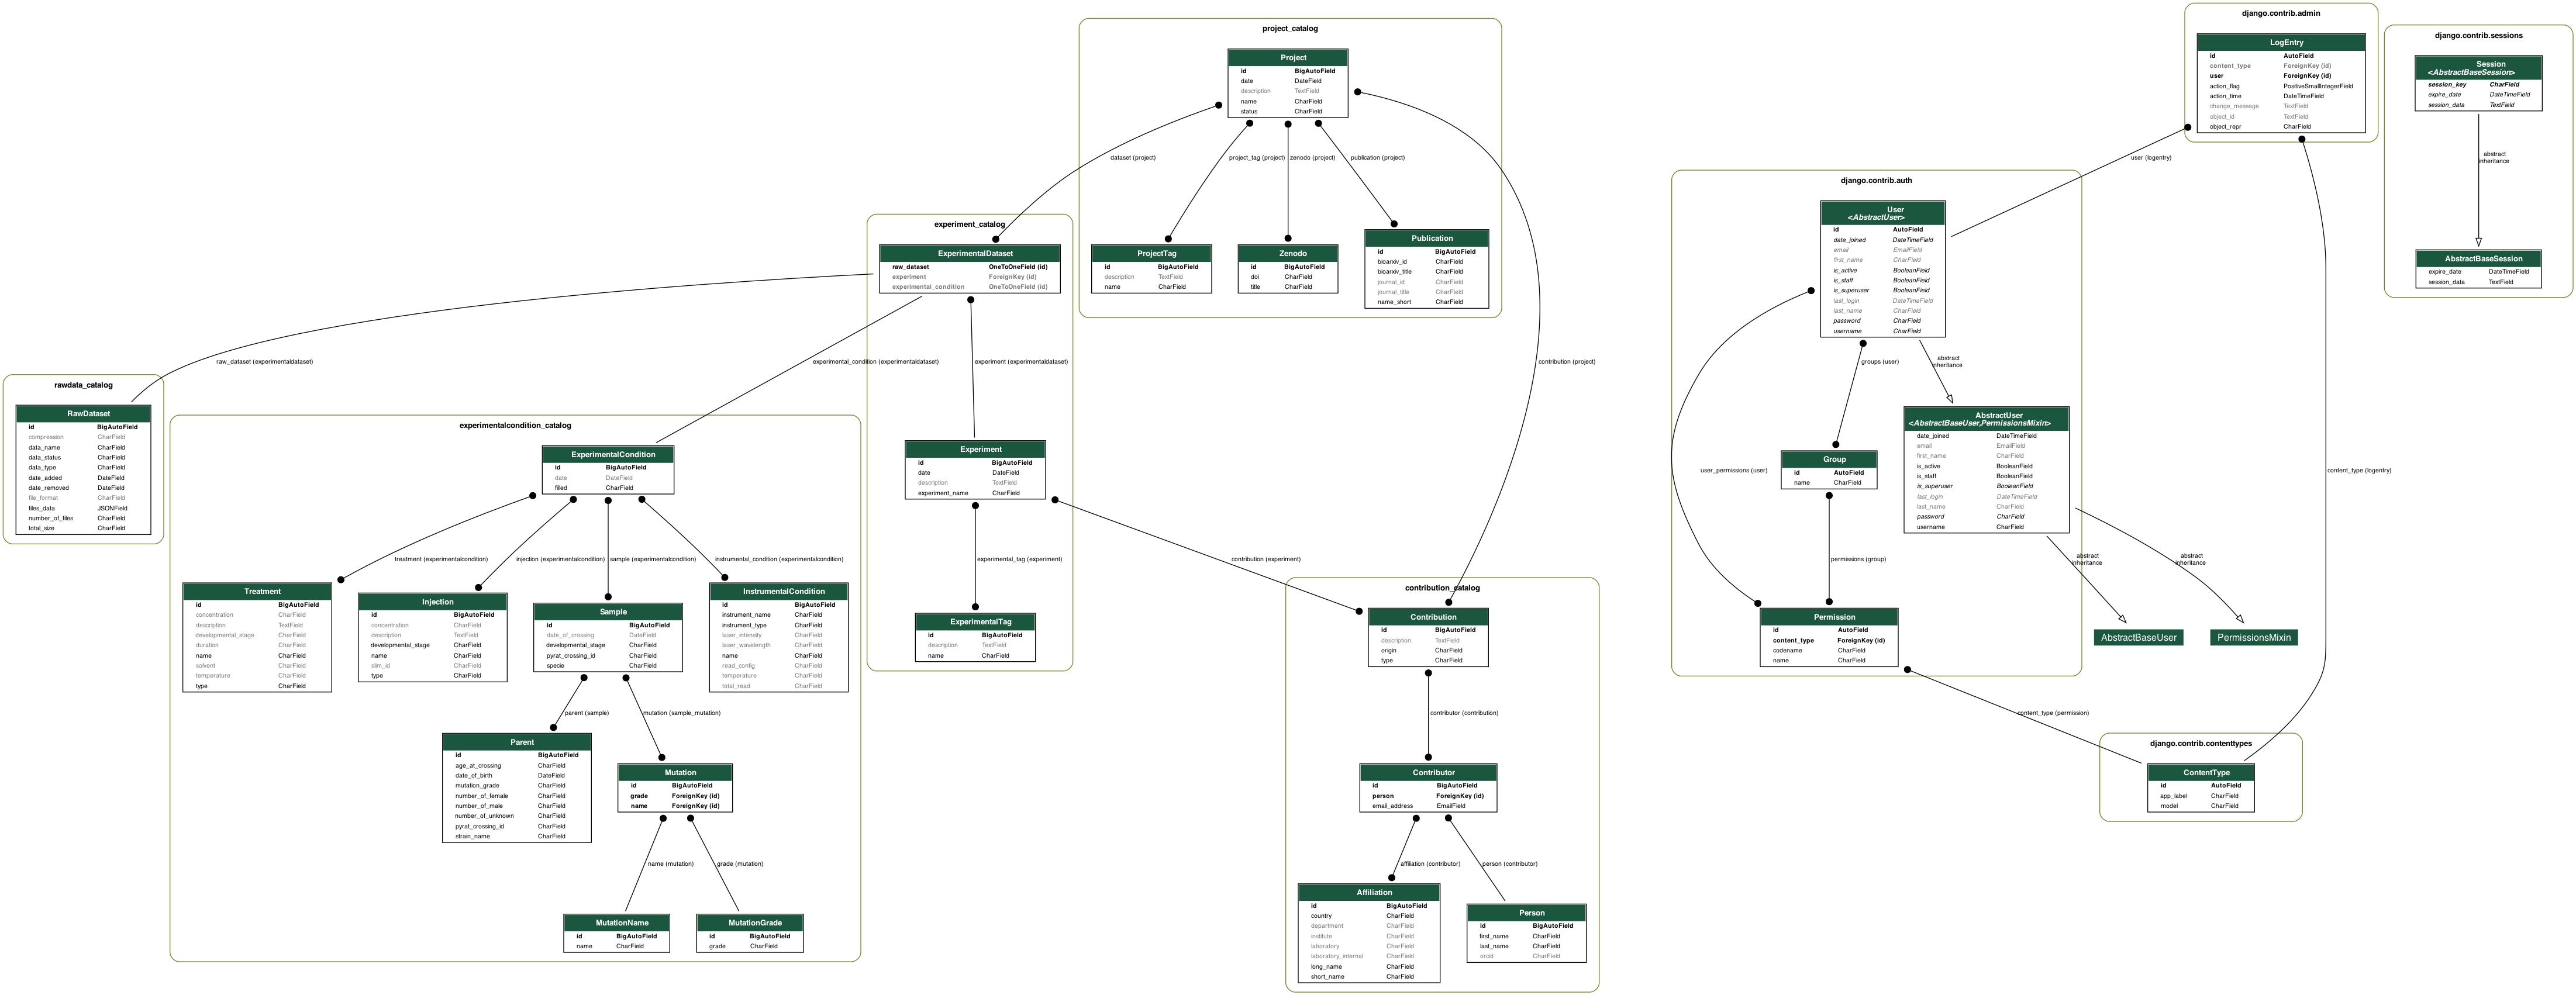 project_catalog
Project
id BigAutoField
date DateField
description TextField
name CharField
status CharField
dataset (project)
project_tag (project)
zenodo (project)
publication (project)
ProjectTag
id BigAutoField
description TextField
name CharField
Zenodo
id BigAutoField
doi CharField
title CharField
Publication
id BigAutoField
bioarxiv_id CharField
bioarxiv_title CharField
journal_id CharField
journal_title CharField
name_short CharField
contribution (project)
experiment_catalog
ExperimentalDataset
raw_dataset OneToOneField (id)
experiment ForeignKey (id)
experimental_condition OneToOneField (id)
raw_dataset (experimentaldataset)
experimental_condition (experimentaldataset)
experiment (experimentaldataset)
Experiment
id BigAutoField
date DateField
description TextField
experiment_name CharField
experimental_tag (experiment)
contribution (experiment)
ExperimentalTag
id BigAutoField
description TextField
name CharField
rawdata_catalog
RawDataset
id BigAutoField
compression CharField
data_name CharField
data_status CharField
data_type CharField
date_added DateField
date_removed DateField
file_format CharField
files_data JSONField
number_of_files CharField
total_size CharField
experimentalcondition_catalog
ExperimentalCondition
id BigAutoField
date DateField
filled CharField
treatment (experimentalcondition)
injection (experimentalcondition)
sample (experimentalcondition)
instrumental_condition (experimentalcondition)
Treatment
id BigAutoField
concentration CharField
description TextField
developmental_stage CharField
duration CharField
name CharField
solvent CharField
temperature CharField
type CharField
Injection
id BigAutoField
concentration CharField
description TextField
developmental_stage CharField
name CharField
slim_id CharField
type CharField
Sample
id BigAutoField
date_of_crossing DateField
developmental_stage CharField
pyrat_crossing_id CharField
specie CharField
InstrumentalCondition
id BigAutoField
instrument_name CharField
instrument_type CharField
laser_intensity CharField
laser_wavelength CharField
name CharField
read_config CharField
temperature CharField
total_read CharField
parent (sample)
mutation (sample_mutation)
Parent
id BigAutoField
age_at_crossing CharField
date_of_birth DateField
mutation_grade CharField
number_of_female CharField
number_of_male CharField
number_of_unknown CharField
pyrat_crossing_id CharField
strain_name CharField
Mutation
id BigAutoField
grade ForeignKey (id)
name ForeignKey (id)
name (mutation)
grade (mutation)
MutationName
id BigAutoField
name CharField
MutationGrade
id BigAutoField
grade CharField
contribution_catalog
Contribution
id BigAutoField
description TextField
origin CharField
type CharField
contributor (contribution)
Contributor
id BigAutoField
person ForeignKey (id)
email_address EmailField
affiliation (contributor)
person (contributor)
Affiliation
id BigAutoField
country CharField
department CharField
institute CharField
laboratory CharField
laboratory_internal CharField
long_name CharField
short_name CharField
Person
id BigAutoField
first_name CharField
last_name CharField
orcid CharField
django.contrib.admin
LogEntry
id AutoField
content_type ForeignKey (id)
user ForeignKey (id)
action_flag PositiveSmallIntegerField
action_time DateTimeField
change_message TextField
object_id TextField
object_repr CharField
user (logentry)
content_type (logentry)
django.contrib.sessions
Session
<AbstractBaseSession>
session_key CharField
expire_date DateTimeField
session_data TextField
abstract
inheritance
AbstractBaseSession
expire_date DateTimeField
session_data TextField
django.contrib.auth
User
<AbstractUser>
id AutoField
date_joined DateTimeField
email EmailField
first_name CharField
is_active BooleanField
is_staff BooleanField
is_superuser BooleanField
last_login DateTimeField
last_name CharField
password CharField
username CharField
groups (user)
abstract
inheritance
user_permissions (user)
Group
id AutoField
name CharField
AbstractUser
<AbstractBaseUser,PermissionsMixin>
date_joined DateTimeField
email EmailField
first_name CharField
is_active BooleanField
is_staff BooleanField
is_superuser BooleanField
last_login DateTimeField
last_name CharField
password CharField
username CharField
permissions (group)
abstract
inheritance
abstract
inheritance
Permission
id AutoField
content_type ForeignKey (id)
codename CharField
name CharField
AbstractBaseUser
PermissionsMixin
content_type (permission)
django.contrib.contenttypes
ContentType
id AutoField
app_label CharField
model CharField